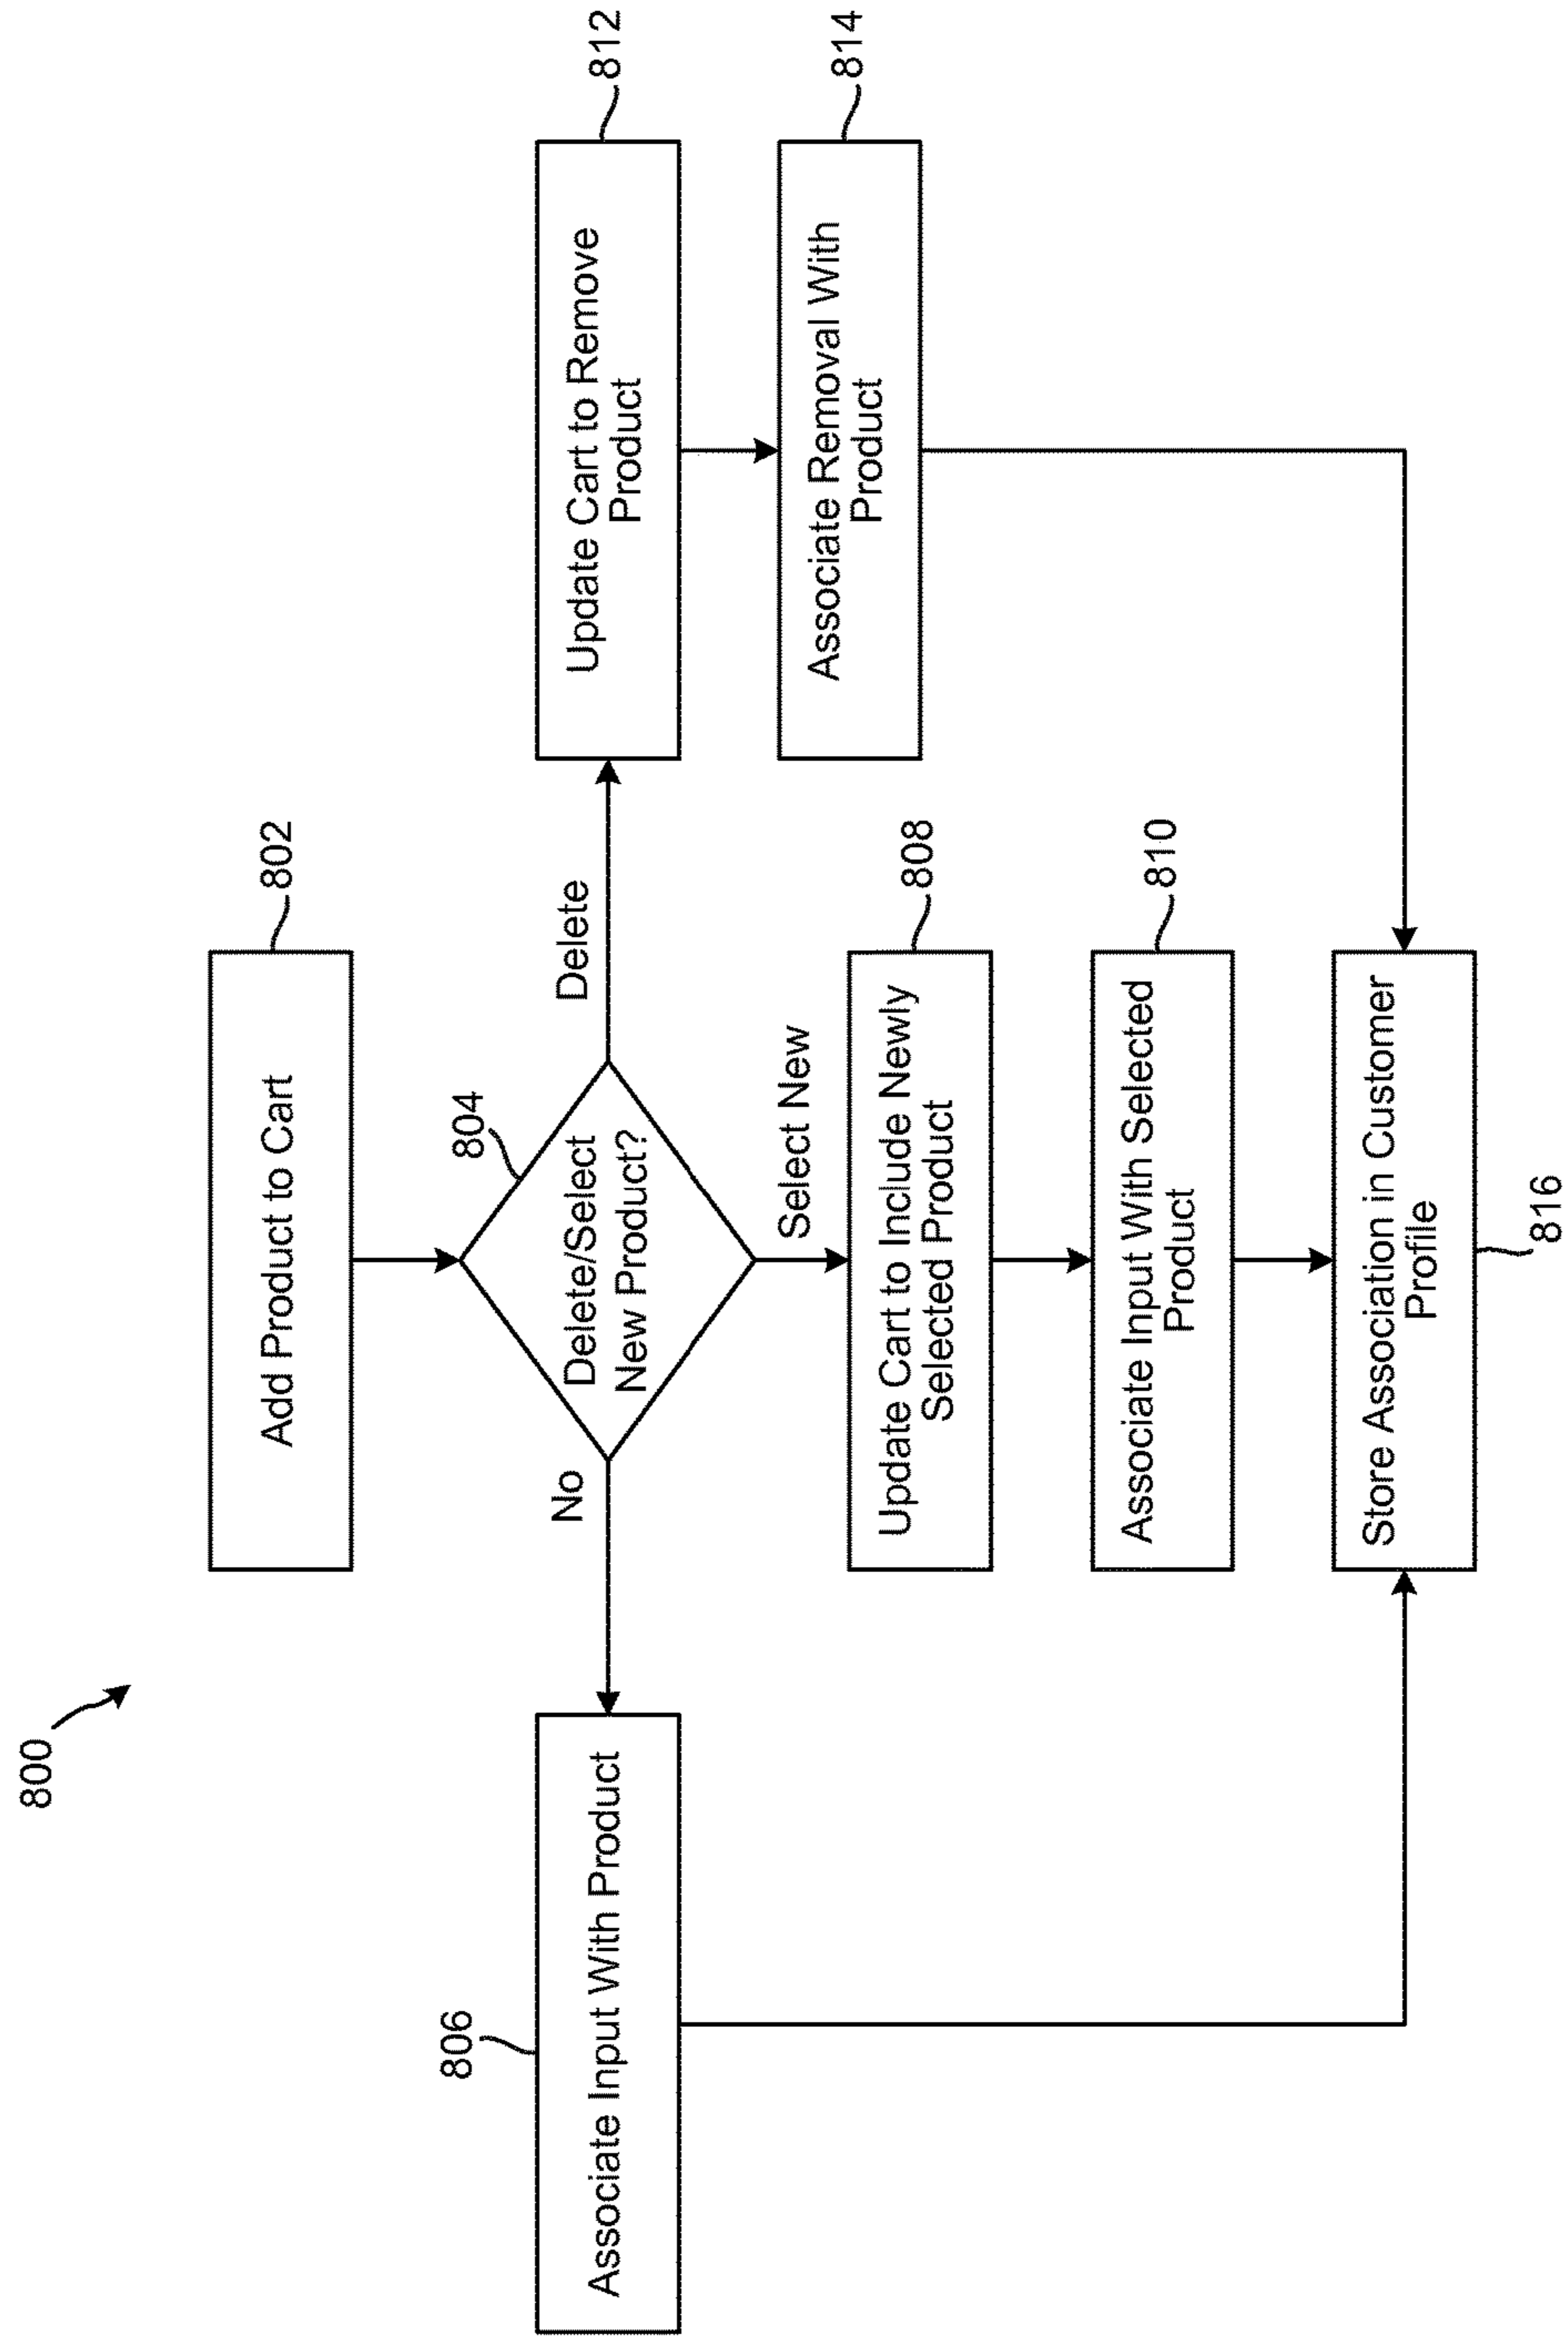 800
Add Product to Cart
802
804
Delete/Select
New Product?
No
Delete
Select New
806
Associate Input With Product
Update Cart to Remove
Product
812
Associate Removal With
Product
814
Update Cart to Include Newly
Selected Product
808
Associate Input With Selected
Product
810
Store Association in Customer
Profile
816